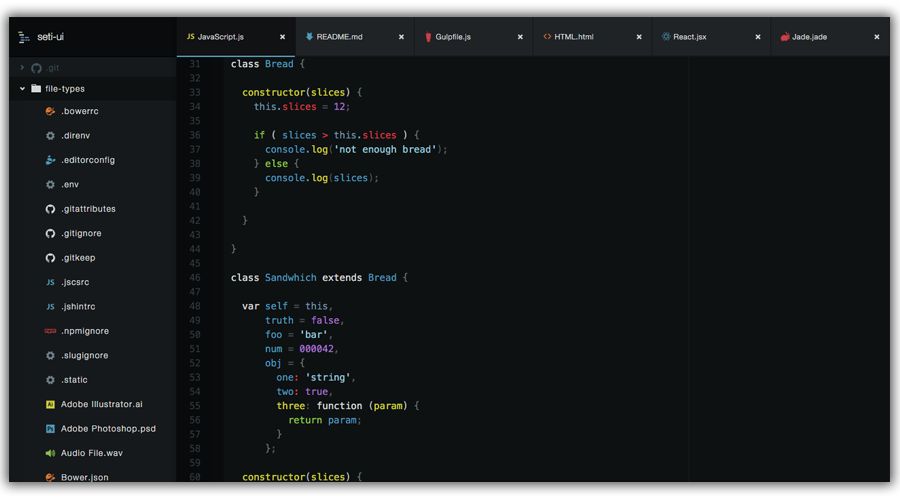 seti-ui
JS JavaScript.js × README.md × Gulpfile.js × <> HTML.html × React.jsx × Jade.jade ×
.git
file-types
.bowerrc
.direnv
.editorconfig
.env
.gitattributes
.gitignore
.gitkeep
JS .jscsrc
JS .jshintrc
.npmignore
.slugignore
.static
Ai Adobe Illustrator.ai
Ps Adobe Photoshop.psd
Audio File.wav
Bower.json
31 class Bread {
32
33 constructor(slices) {
34 this.slices = 12;
35
36 if ( slices > this.slices ) {
37 console.log('not enough bread');
38 } else {
39 console.log(slices);
40 }
41
42 }
43
44 }
45
46 class Sandwhich extends Bread {
47
48 var self = this,
49 truth = false,
50 foo = 'bar',
51 num = 000042,
52 obj = {
53 one: 'string',
54 two: true,
55 three: function (param) {
56 return param;
57 }
58 };
59
60 constructor(slices) {